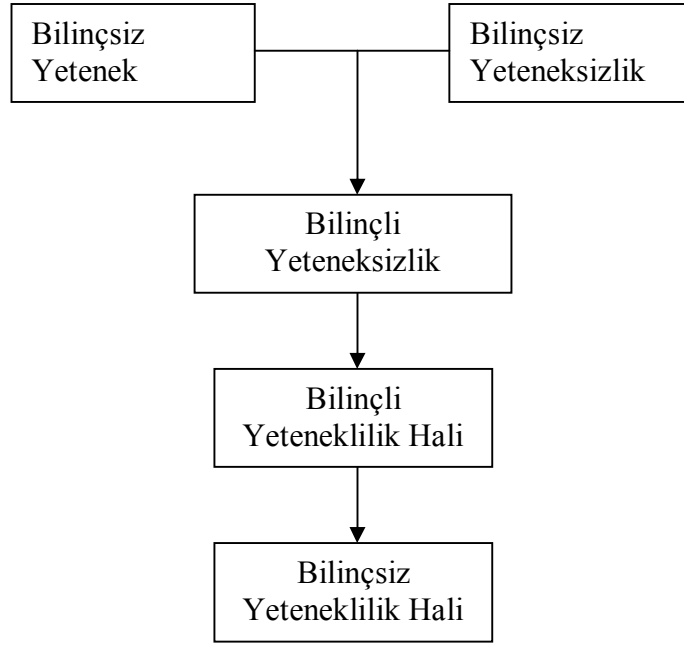 Bilinçsiz
Yetenek
Bilinçsiz
Yeteneksizlik
Bilinçli
Yeteneksizlik
Bilinçli
Yeteneklilik Hali
Bilinçsiz
Yeteneklilik Hali